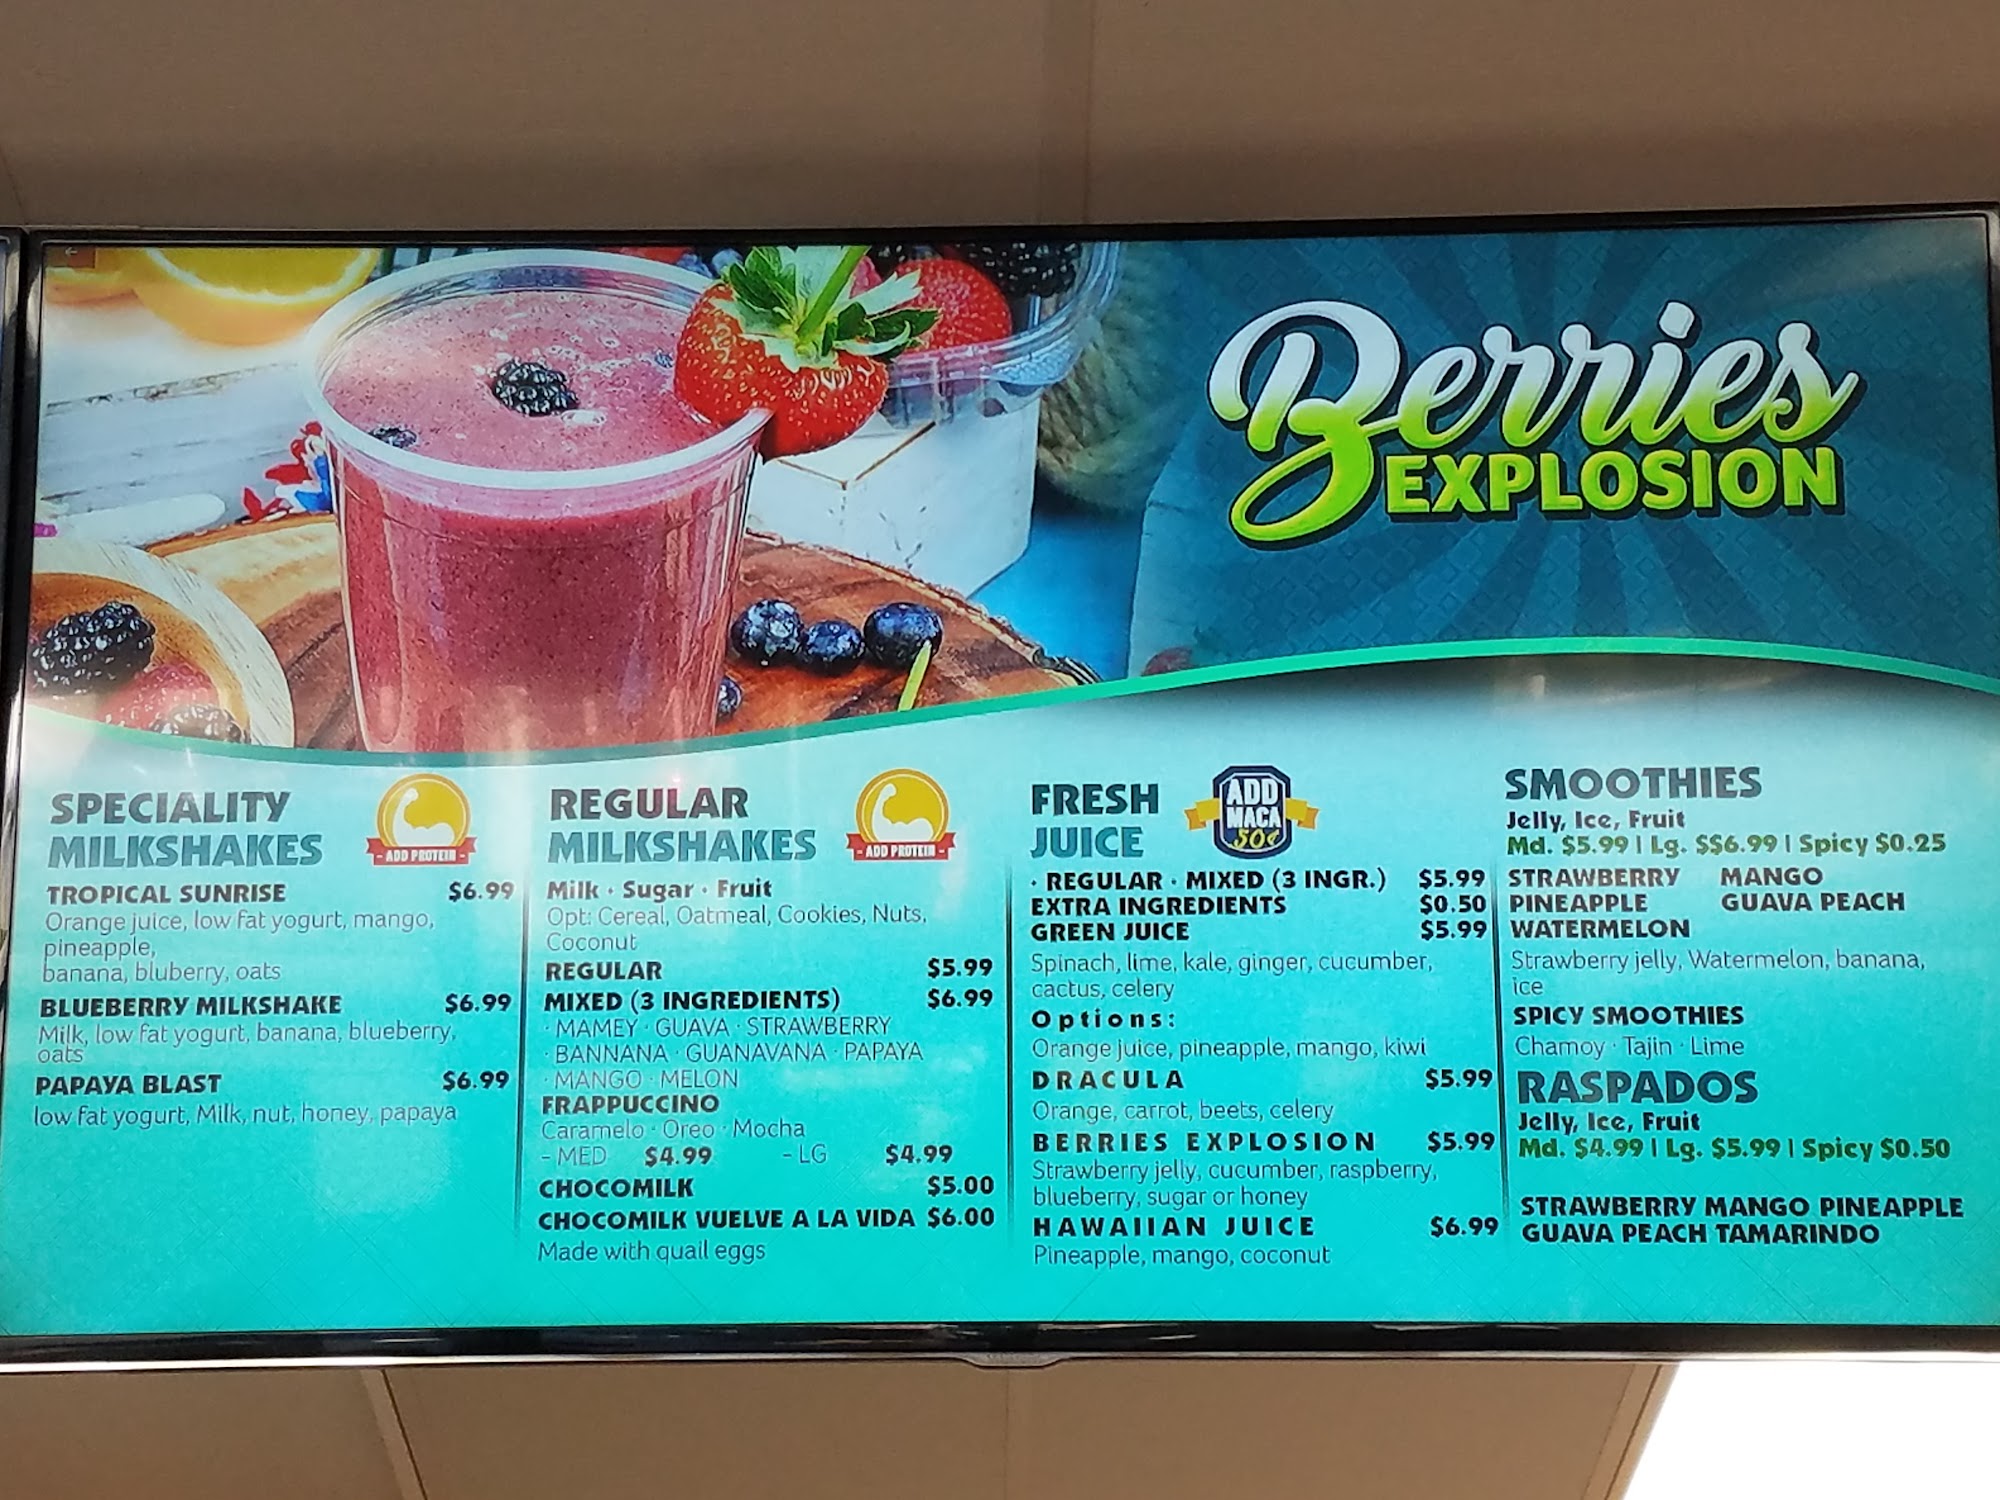 Berries
EXPLOSION
SPECIALITY
MILKSHAKES
- ADD PROTEIN -
TROPICAL SUNRISE $6.99
Orange juice, low fat yogurt, mango,
pineapple,
banana, bluberry, oats
BLUEBERRY MILKSHAKE $6.99
Milk, low fat yogurt, banana, blueberry,
oats
PAPAYA BLAST $6.99
low fat yogurt, Milk, nut, honey, papaya
REGULAR
MILKSHAKES
- ADD PROTEIN -
Milk · Sugar · Fruit
Opt: Cereal, Oatmeal, Cookies, Nuts,
Coconut
REGULAR $5.99
MIXED (3 INGREDIENTS) $6.99
· MAMEY · GUAVA · STRAWBERRY
· BANNANA · GUANAVANA · PAPAYA
· MANGO · MELON
FRAPPUCCINO
Caramelo · Oreo · Mocha
- MED $4.99 - LG $4.99
CHOCOMILK $5.00
CHOCOMILK VUELVE A LA VIDA $6.00
Made with quail eggs
FRESH
JUICE
ADD
MACA
50¢
· REGULAR · MIXED (3 INGR.) $5.99
EXTRA INGREDIENTS $0.50
GREEN JUICE $5.99
Spinach, lime, kale, ginger, cucumber,
cactus, celery
Options:
Orange juice, pineapple, mango, kiwi
DRACULA $5.99
Orange, carrot, beets, celery
BERRIES EXPLOSION $5.99
Strawberry jelly, cucumber, raspberry,
blueberry, sugar or honey
HAWAIIAN JUICE $6.99
Pineapple, mango, coconut
SMOOTHIES
Jelly, Ice, Fruit
Md. $5.99 | Lg. $$6.99 | Spicy $0.25
STRAWBERRY MANGO
PINEAPPLE GUAVA PEACH
WATERMELON
Strawberry jelly, Watermelon, banana,
ice
SPICY SMOOTHIES
Chamoy · Tajin · Lime
RASPADOS
Jelly, Ice, Fruit
Md. $4.99 | Lg. $5.99 | Spicy $0.50
STRAWBERRY MANGO PINEAPPLE
GUAVA PEACH TAMARINDO